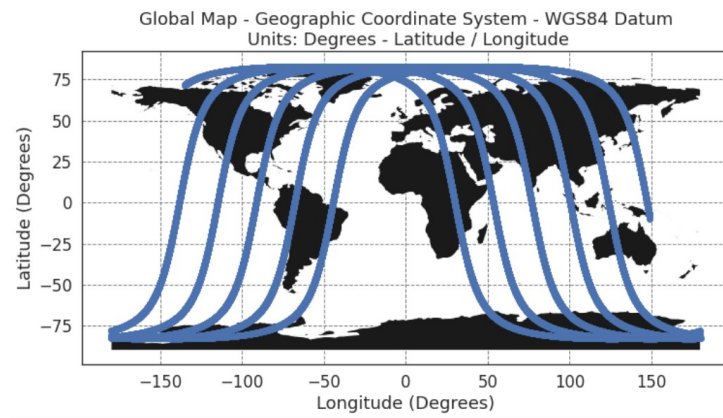 Global Map - Geographic Coordinate System - WGS84 Datum
Units: Degrees - Latitude / Longitude
Latitude (Degrees)
75
50
25
0
−25
−50
−75
−150 −100 −50 0 50 100 150
Longitude (Degrees)